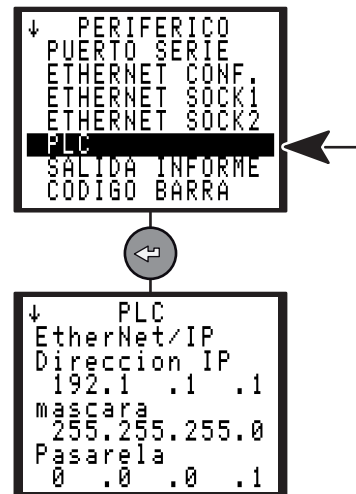 ↓ PERIFERICO
PUERTO SERIE
ETHERNET CONF.
ETHERNET SOCK1
ETHERNET SOCK2
PLC
SALIDA INFORME
CODIGO BARRA
↓ PLC
EtherNet/IP
Direccion IP
192.1 .1 .1
mascara
255.255.255.0
Pasarela
0 .0 .0 .1